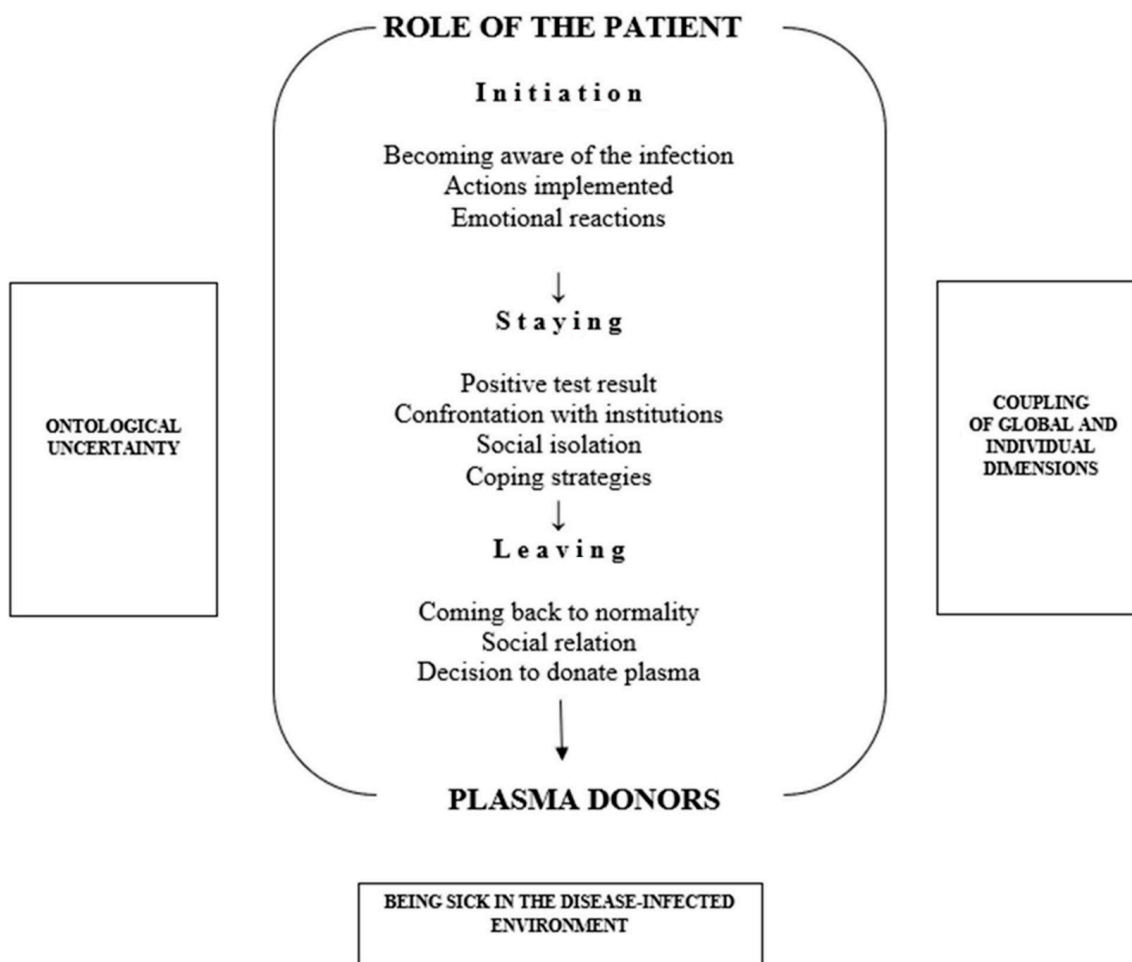 ROLE OF THE PATIENT
Initiation
Becoming aware of the infection
Actions implemented
Emotional reactions
Staying
Positive test result
Confrontation with institutions
Social isolation
Coping strategies
Leaving
Coming back to normality
Social relation
Decision to donate plasma
PLASMA DONORS
ONTOLOGICAL
UNCERTAINTY
COUPLING
OF GLOBAL AND
INDIVIDUAL
DIMENSIONS
BEING SICK IN THE DISEASE-INFECTED
ENVIRONMENT